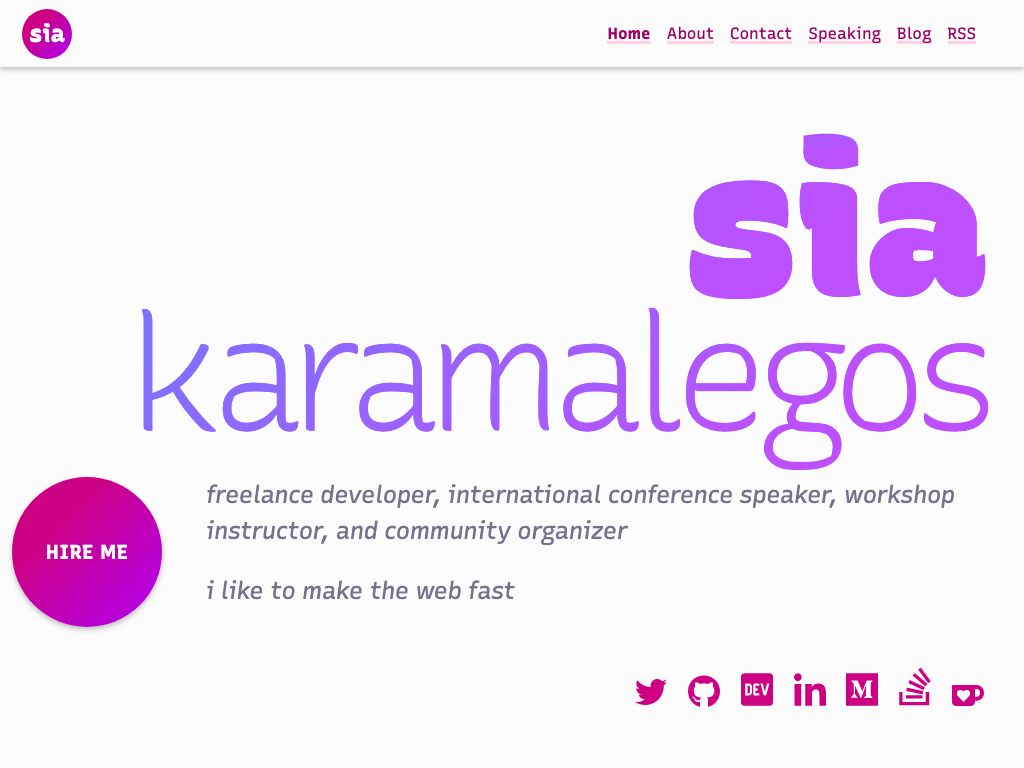 sia
Home About Contact Speaking Blog RSS
sia
karamalegos
freelance developer, international conference speaker, workshop
instructor, and community organizer
HIRE ME
i like to make the web fast
DEV
in
M